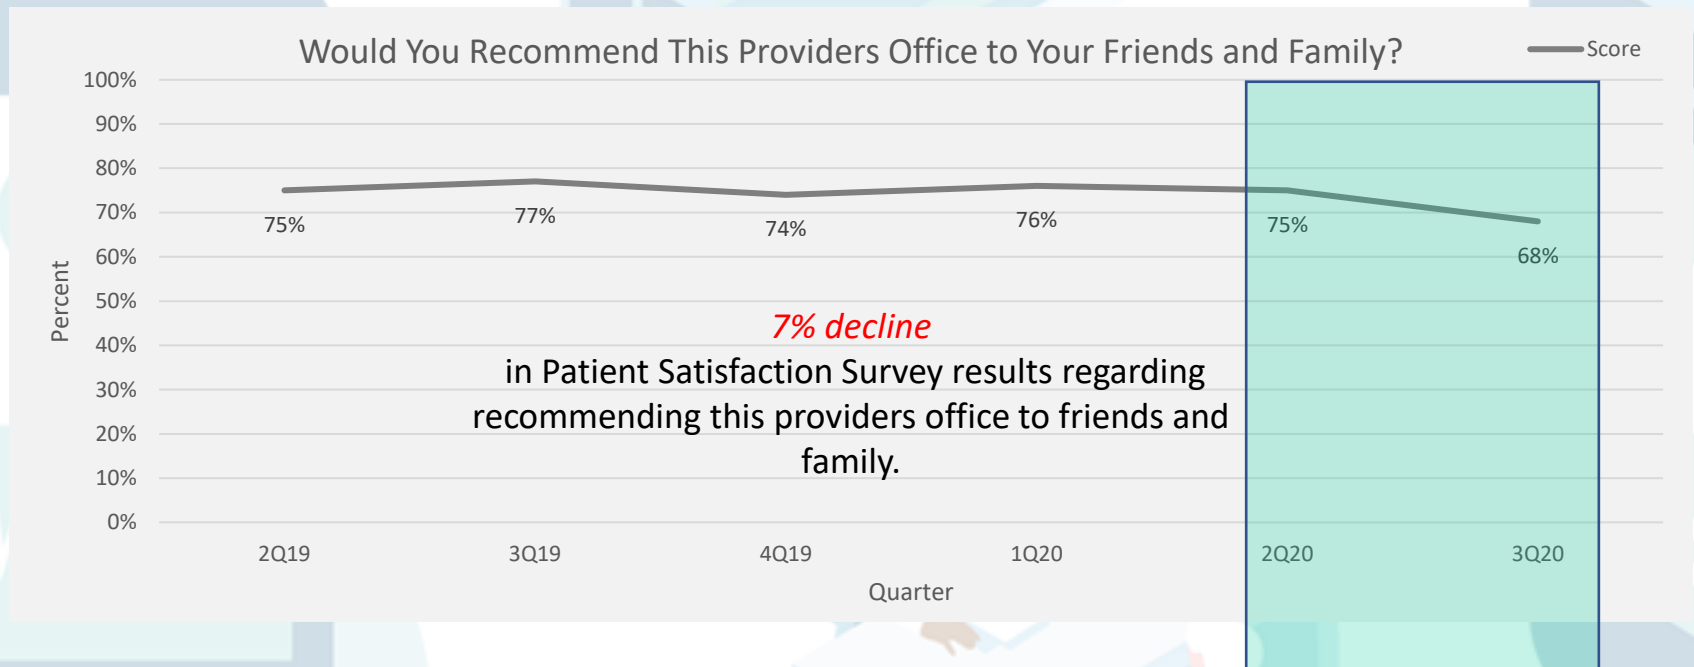 Would You Recommend This Providers Office to Your Friends and Family?
Score
100%
90%
80%
70%
60%
50%
40%
30%
20%
10%
0%
Percent
75%
77%
74%
76%
75%
68%
7% decline
in Patient Satisfaction Survey results regarding
recommending this providers office to friends and
family.
2Q19
3Q19
4Q19
1Q20
2Q20
3Q20
Quarter